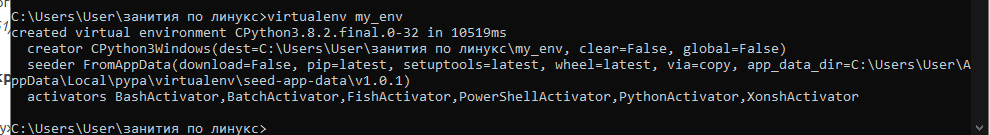 C:\Users\User\занития по линукс>virtualenv my_env
created virtual environment CPython3.8.2.final.0-32 in 10519ms
  creator CPython3Windows(dest=C:\Users\User\занития по линукс\my_env, clear=False, global=False)
  seeder FromAppData(download=False, pip=latest, setuptools=latest, wheel=latest, via=copy, app_data_dir=C:\Users\User\A
ppData\Local\pypa\virtualenv\seed-app-data\v1.0.1)
  activators BashActivator,BatchActivator,FishActivator,PowerShellActivator,PythonActivator,XonshActivator
C:\Users\User\занития по линукс>